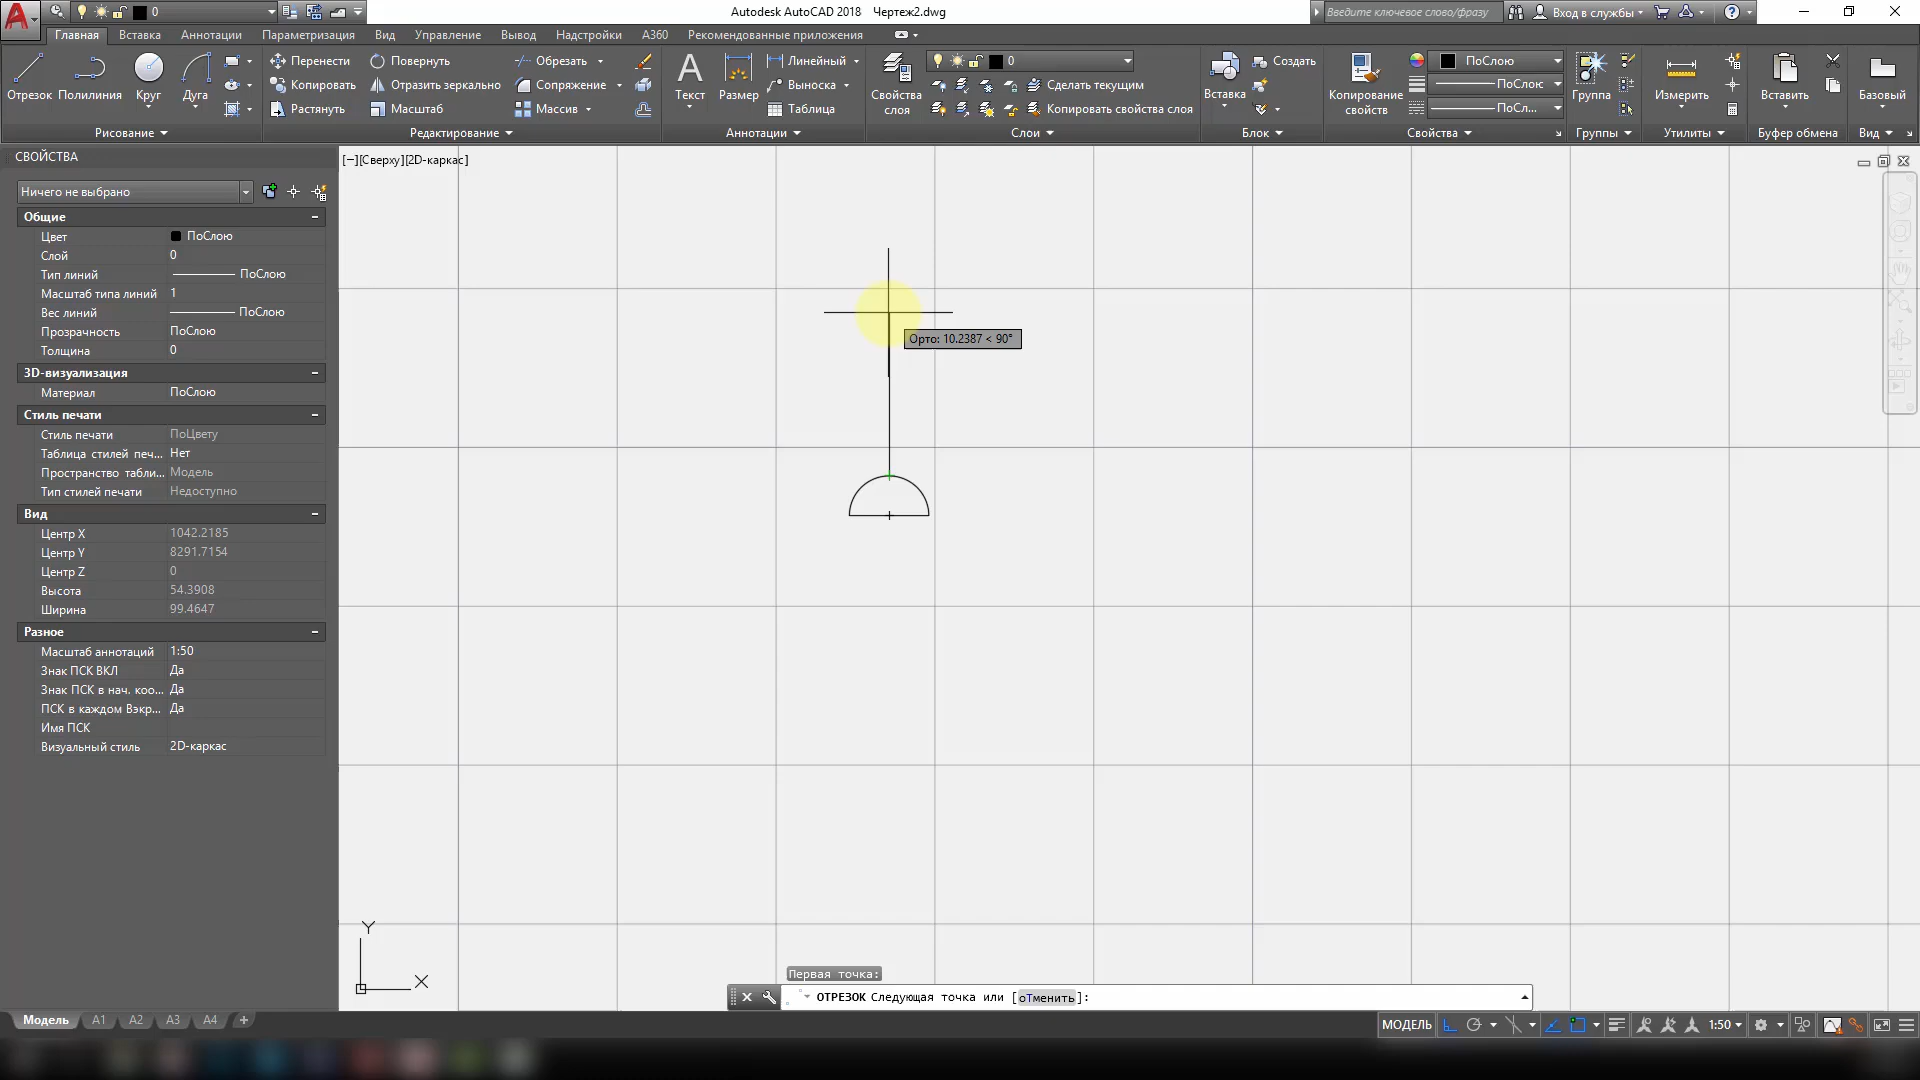 0
Autodesk AutoCAD 2018 Чертеж2.dwg
Введите ключевое слово/фразу
Вход в службы
Главная
Вставка
Аннотации
Параметризация
Вид
Управление
Вывод
Надстройки
A360
Рекомендованные приложения
Отрезок
Полилиния
Круг
Дуга
Рисование
Перенести
Повернуть
Обрезать
Копировать
Отразить зеркально
Сопряжение
Растянуть
Масштаб
Массив
Редактирование
Текст
Размер
Линейный
Выноска
Таблица
Аннотации
Свойства слоя
0
Сделать текущим
Копировать свойства слоя
Слои
Вставка
Создать
Блок
Копирование свойств
ПоСлою
ПоСлою
ПоСл...
Свойства
Группа
Группы
Измерить
Утилиты
Вставить
Буфер обмена
Базовый
Вид
СВОЙСТВА
[−][Сверху][2D-каркас]
Ничего не выбрано
Общие
Цвет ПоСлою
Слой 0
Тип линий ПоСлою
Масштаб типа линий 1
Вес линий ПоСлою
Прозрачность ПоСлою
Толщина 0
3D-визуализация
Материал ПоСлою
Стиль печати
Стиль печати ПоЦвету
Таблица стилей печ... Нет
Пространство табли... Модель
Тип стилей печати Недоступно
Вид
Центр X 1042.2185
Центр Y 8291.7154
Центр Z 0
Высота 54.3908
Ширина 99.4647
Разное
Масштаб аннотаций 1:50
Знак ПСК ВКЛ Да
Знак ПСК в нач. коо... Да
ПСК в каждом Вэкр... Да
Имя ПСК
Визуальный стиль 2D-каркас
Орто: 10.2387 < 90°
Y
X
Первая точка:
ОТРЕЗОК Следующая точка или [оТменить]:
Модель
A1
A2
A3
A4
+
МОДЕЛЬ
1:50